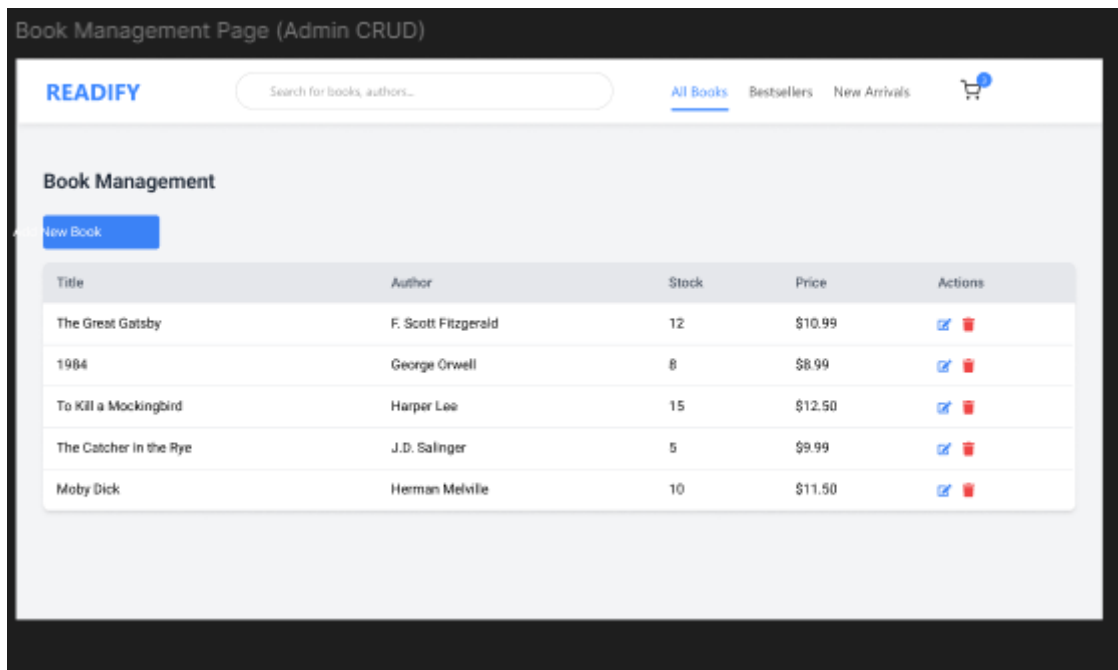 Book Management Page (Admin CRUD)
READIFY Search for books, authors... All Books Bestsellers New Arrivals
Book Management
New Book
Title Author Stock Price Actions
The Great Gatsby F. Scott Fitzgerald 12 $10.99
1984 George Orwell 8 $8.99
To Kill a Mockingbird Harper Lee 15 $12.50
The Catcher in the Rye J.D. Salinger 5 $9.99
Moby Dick Herman Melville 10 $11.50